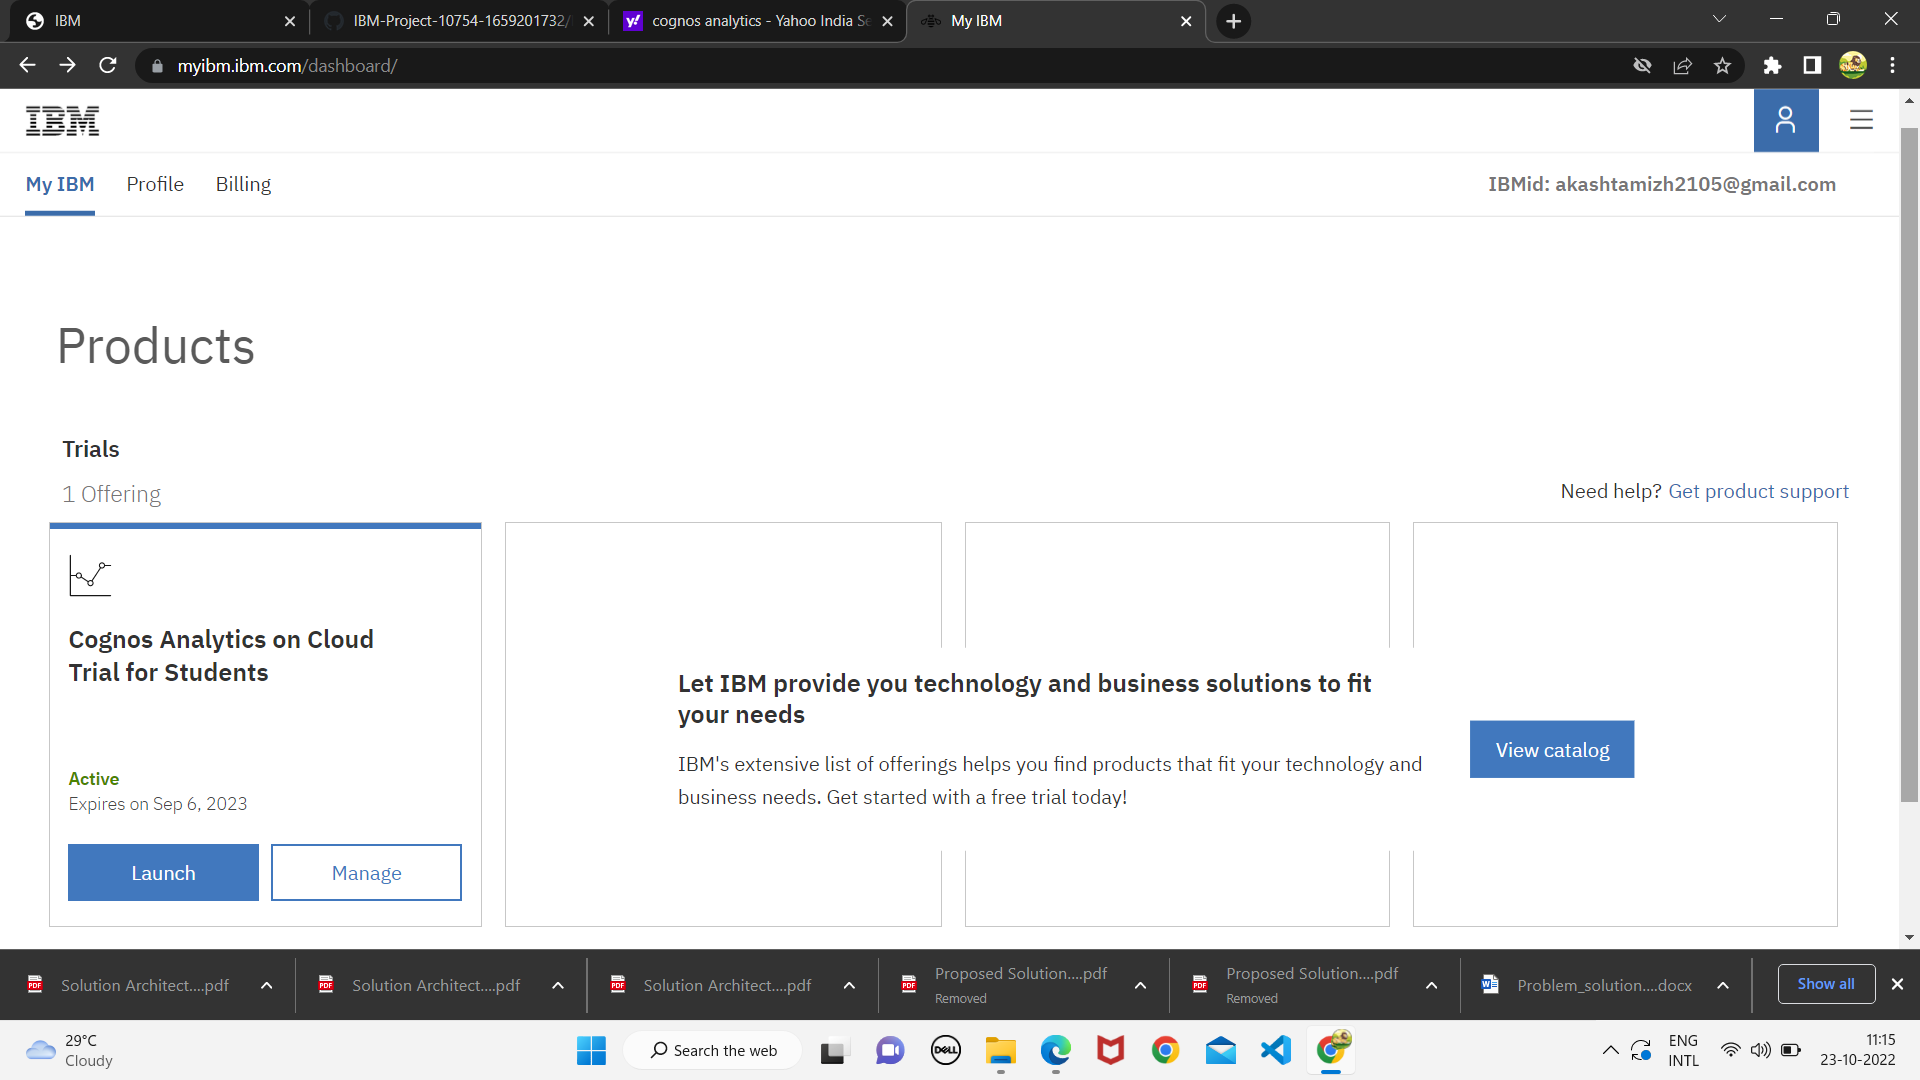 IBM
IBM-Project-10754-1659201732/
cognos analytics - Yahoo India Se
My IBM
myibm.ibm.com/dashboard/
IBM
My IBM
Profile
Billing
IBMid: akashtamizh2105@gmail.com
Products
Trials
1 Offering
Need help? Get product support
Cognos Analytics on Cloud
Trial for Students
Active
Expires on Sep 6, 2023
Launch
Manage
Let IBM provide you technology and business solutions to fit
your needs
IBM's extensive list of offerings helps you find products that fit your technology and
business needs. Get started with a free trial today!
View catalog
PDF
Solution Architect....pdf
PDF
Solution Architect....pdf
PDF
Solution Architect....pdf
PDF
Proposed Solution....pdf
Removed
PDF
Proposed Solution....pdf
Removed
Problem_solution....docx
Show all
29°C
Cloudy
Search the web
DELL
ENG
INTL
11:15
23-10-2022